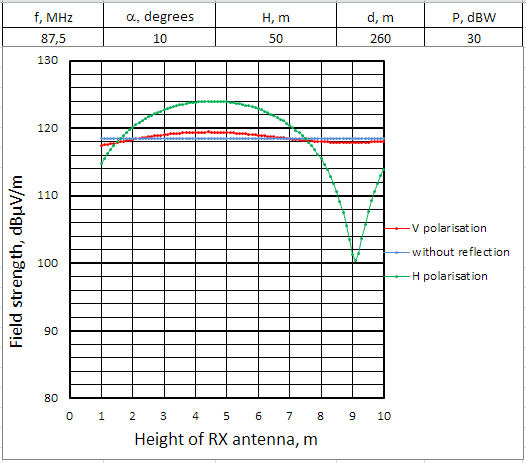 f, MHz α, degrees H, m d, m P, dBW
87,5 10 50 260 30
130
120
110
100
90
80
0 1 2 3 4 5 6 7 8 9 10
Field strength, dBµV/m
Height of RX antenna, m
V polarisation
without reflection
H polarisation